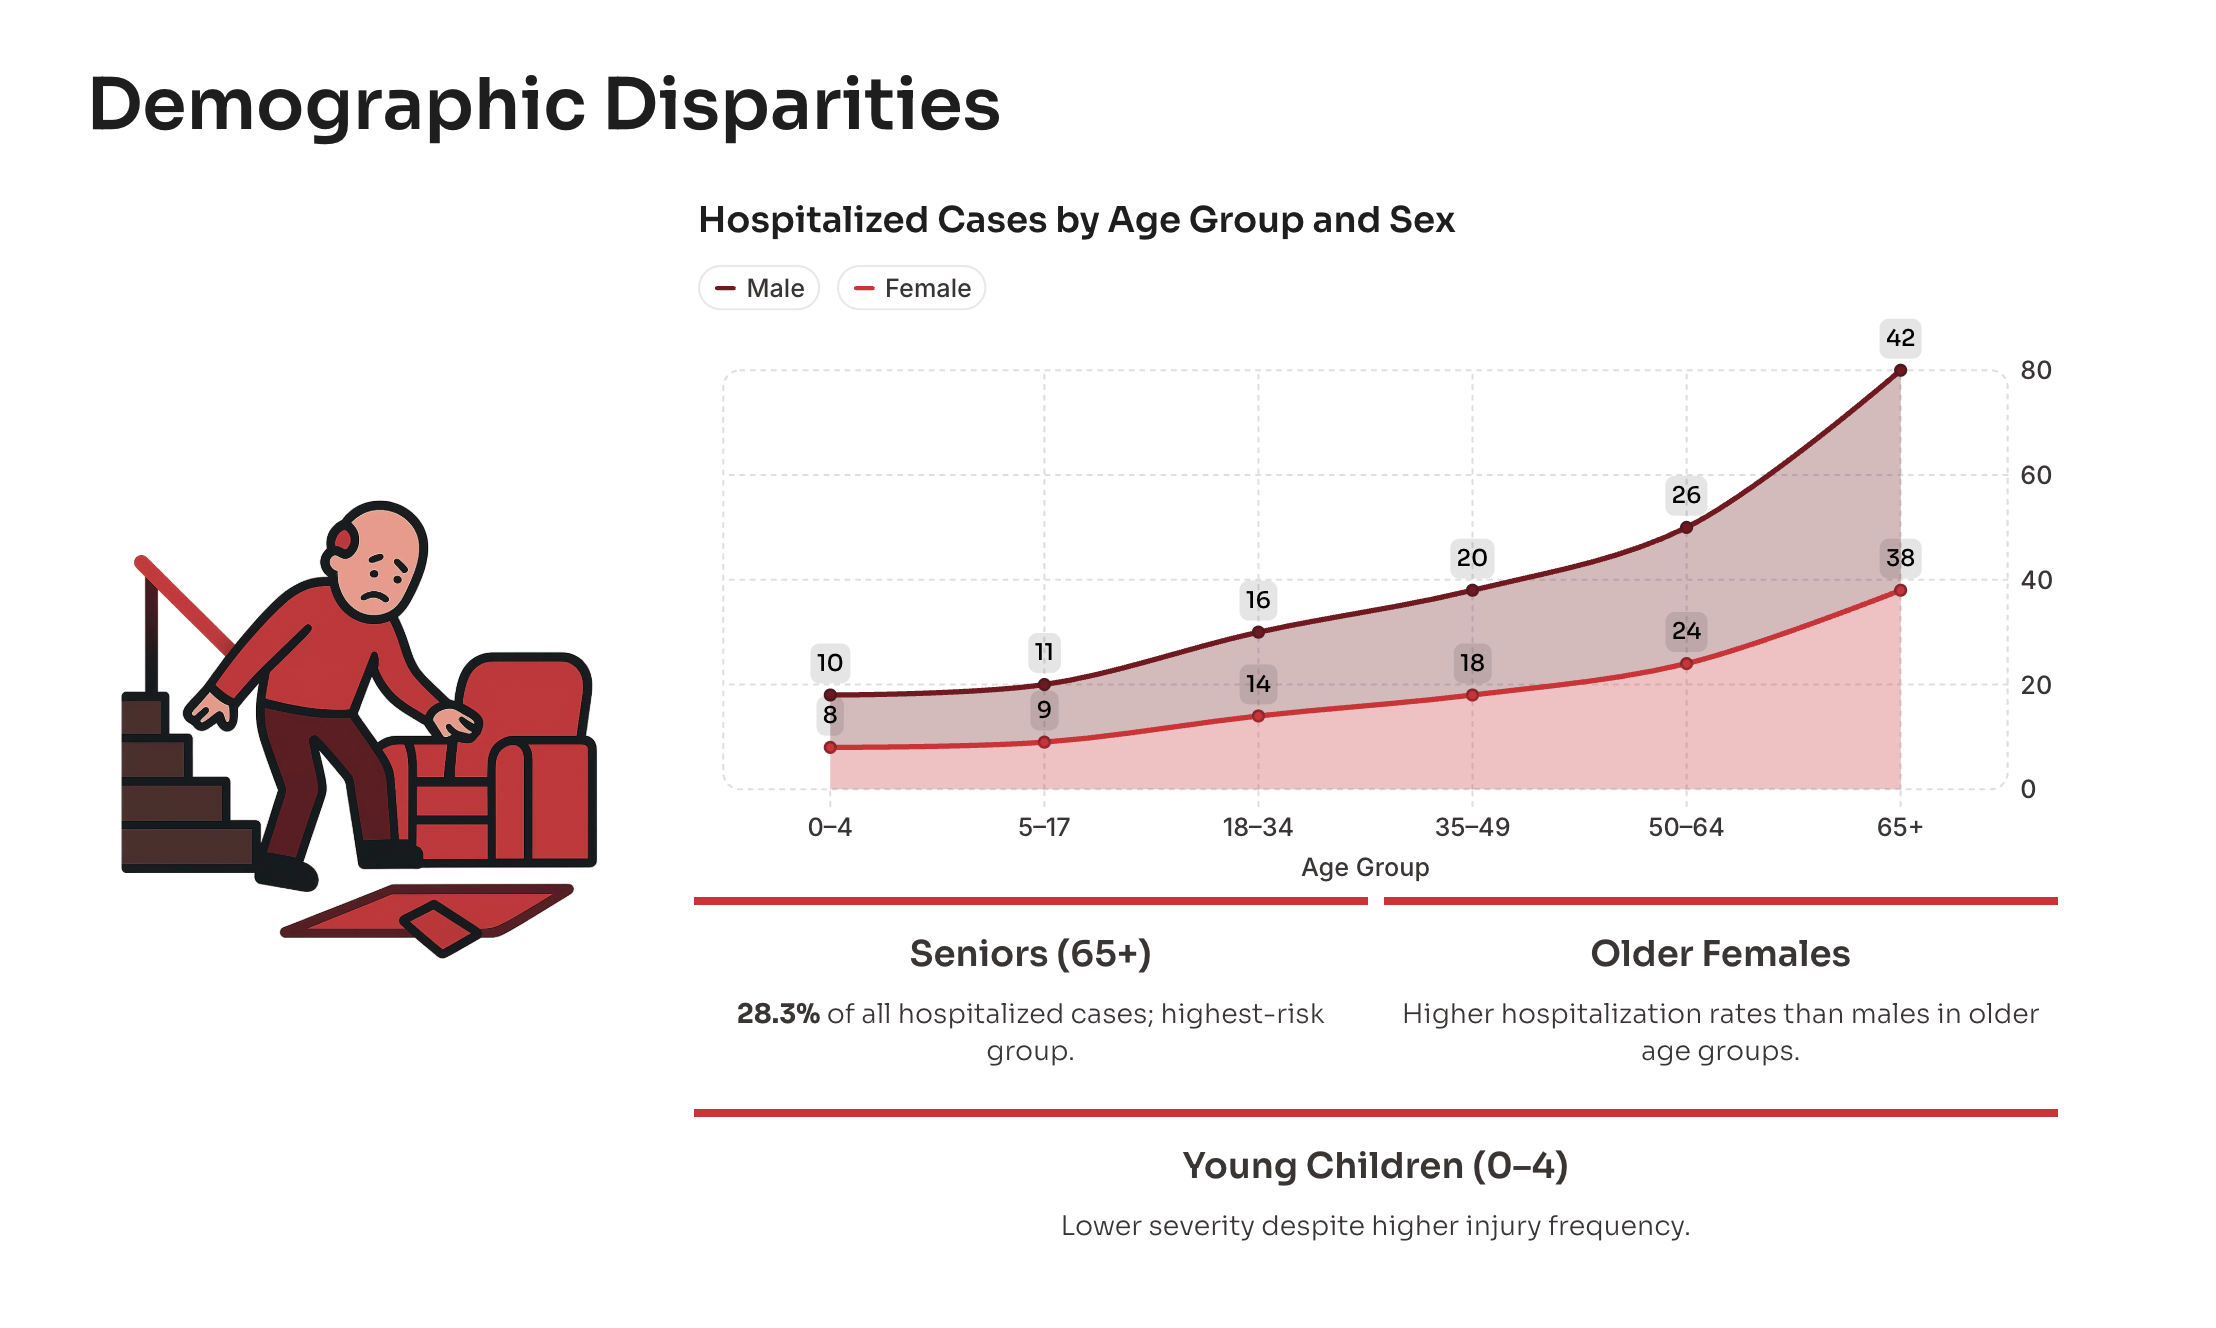 Demographic Disparities
Hospitalized Cases by Age Group and Sex
Male Female
42
80
60
26
38
20
40
16
24
11
18
10
14
20
8
9
0
0–4 5–17 18–34 35–49 50–64 65+
Age Group
Seniors (65+)
28.3% of all hospitalized cases; highest-risk
group.
Older Females
Higher hospitalization rates than males in older
age groups.
Young Children (0–4)
Lower severity despite higher injury frequency.